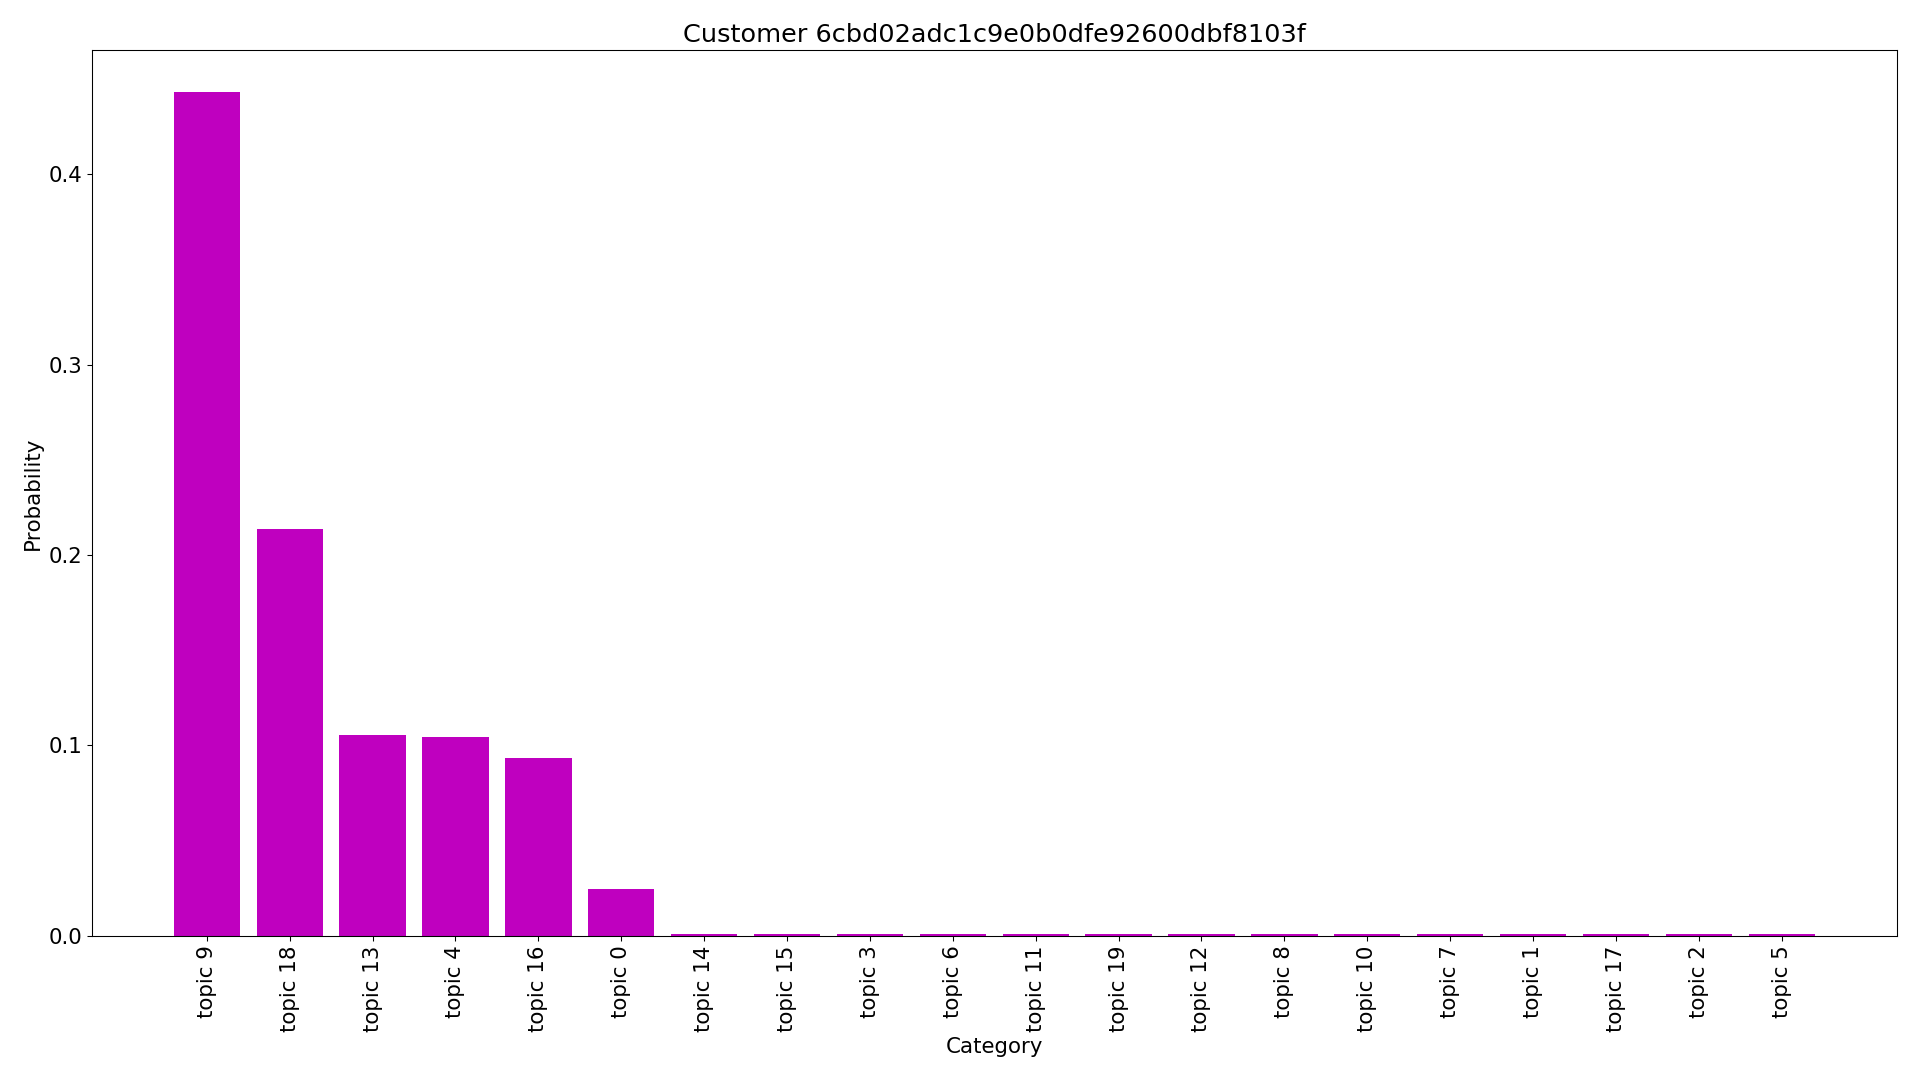 Customer 6cbd02adc1c9e0b0dfe92600dbf8103f
Probability
0.4
0.3
0.2
0.1
0.0
topic 9
topic 18
topic 13
topic 4
topic 16
topic 0
topic 14
topic 15
topic 3
topic 6
topic 11
topic 19
topic 12
topic 8
topic 10
topic 7
topic 1
topic 17
topic 2
topic 5
Category